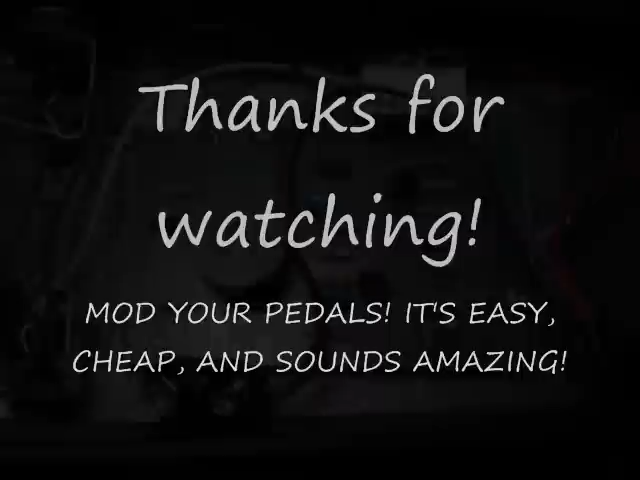 Thanks for
watching!
MOD YOUR PEDALS! IT'S EASY,
CHEAP, AND SOUNDS AMAZING!